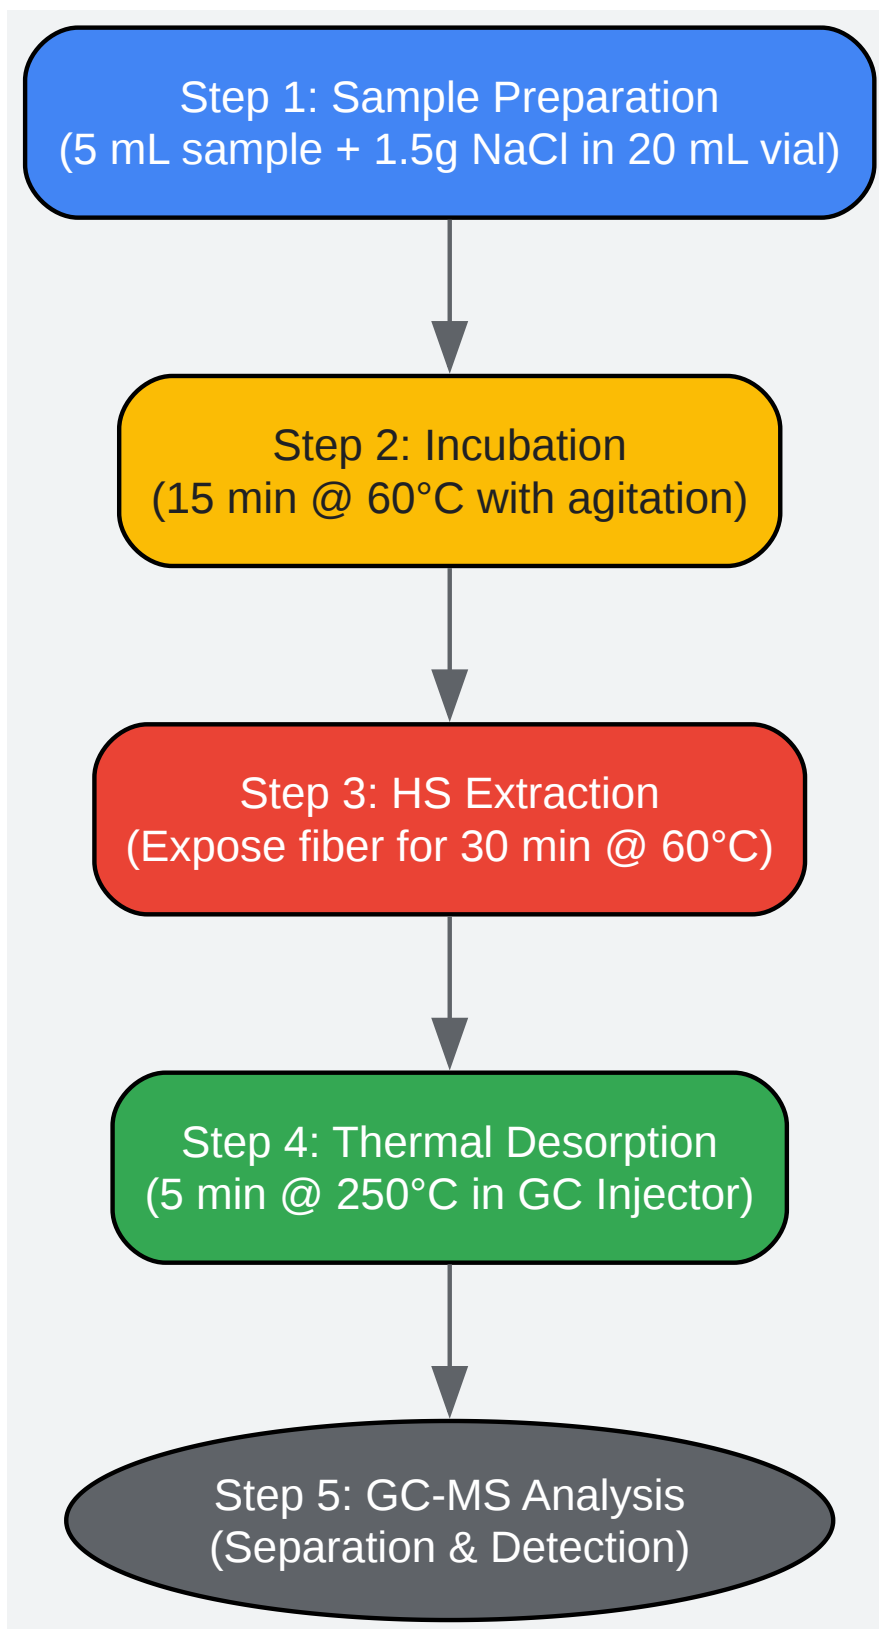 Step 1: Sample Preparation
(5 mL sample + 1.5g NaCl in 20 mL vial)
Step 2: Incubation
(15 min @ 60°C with agitation)
Step 3: HS Extraction
(Expose fiber for 30 min @ 60°C)
Step 4: Thermal Desorption
(5 min @ 250°C in GC Injector)
Step 5: GC-MS Analysis
(Separation & Detection)